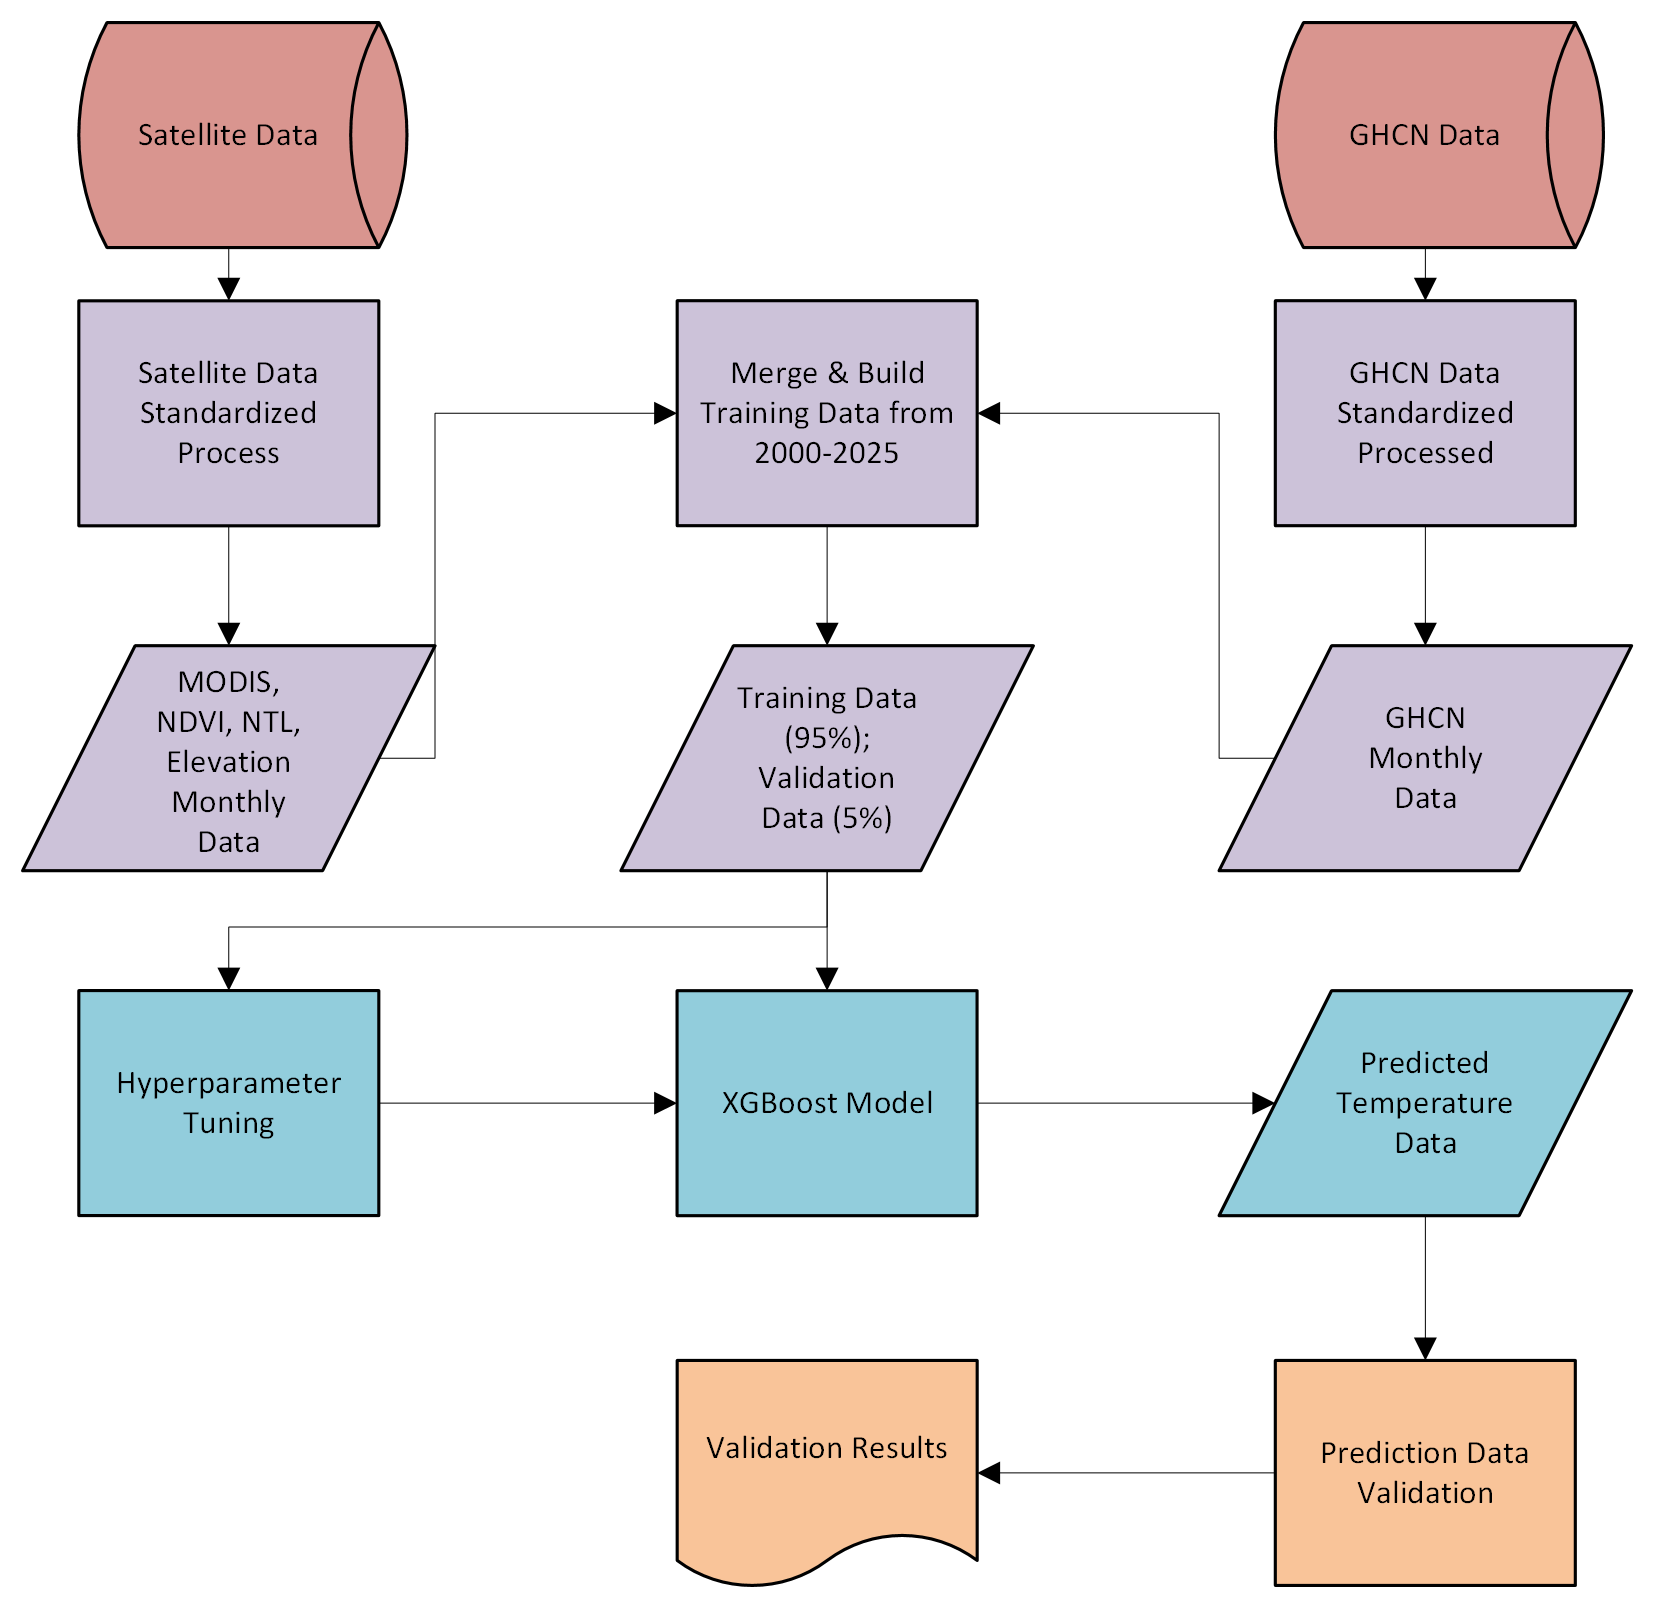 Satellite Data
GHCN Data
Satellite Data
Standardized
Process
Merge & Build
Training Data from
2000-2025
GHCN Data
Standardized
Processed
MODIS,
NDVI, NTL,
Elevation
Monthly
Data
Training Data
(95%);
Validation
Data (5%)
GHCN
Monthly
Data
Hyperparameter
Tuning
XGBoost Model
Predicted
Temperature
Data
Validation Results
Prediction Data
Validation